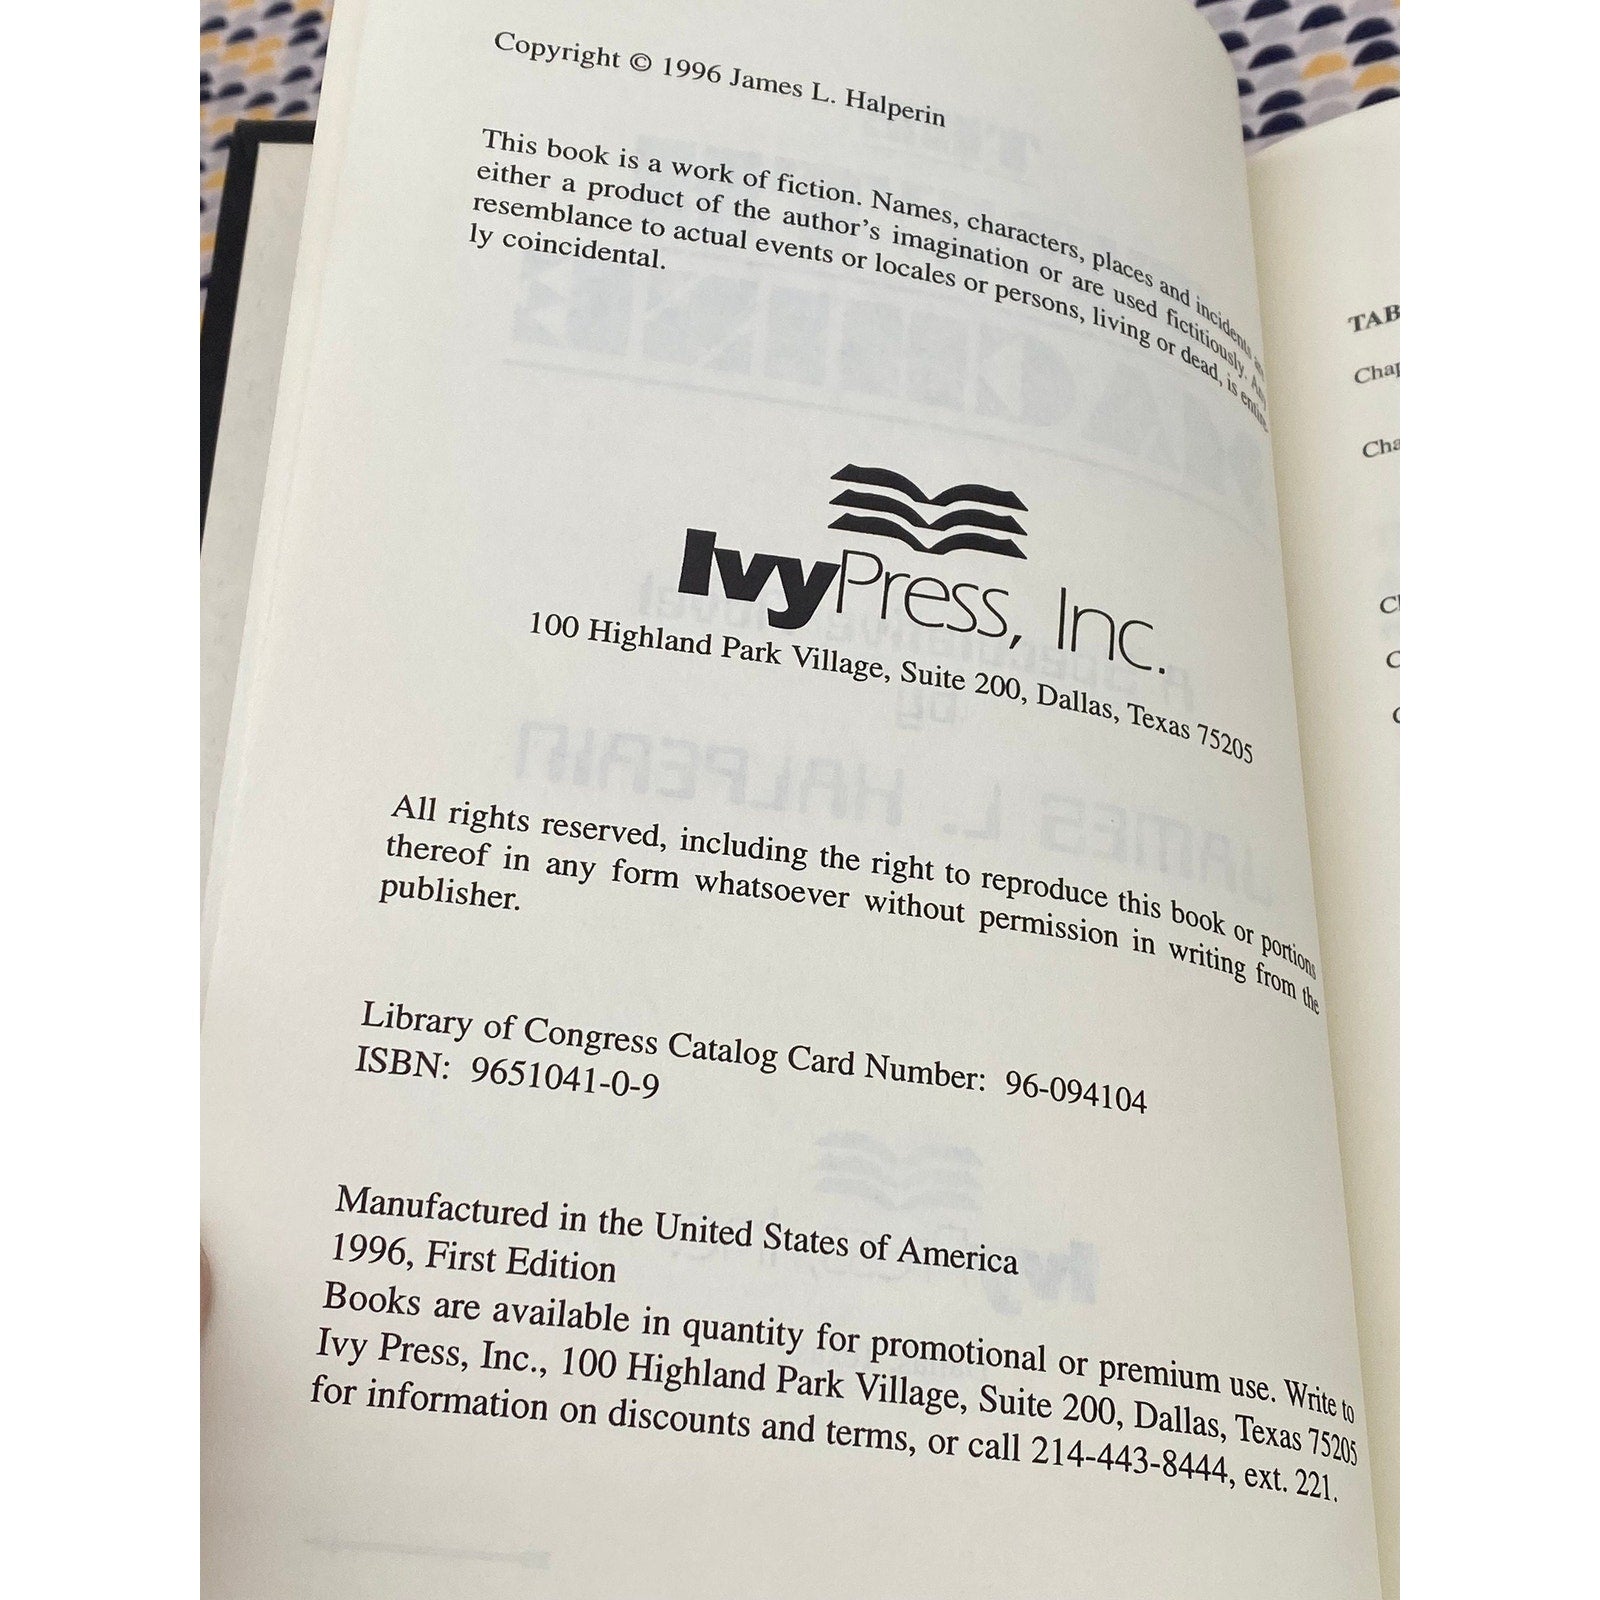 Copyright © 1996 James L. Halperin
This book is a work of fiction. Names, characters, places and incidents
either a product of the author's imagination or are used fictitiously. Any
resemblance to actual events or locales or persons, living or dead, is entire-
ly coincidental.
IvyPress, Inc.
100 Highland Park Village, Suite 200, Dallas, Texas 75205
All rights reserved, including the right to reproduce this book or portions
thereof in any form whatsoever without permission in writing from the
publisher.
Library of Congress Catalog Card Number: 96-094104
ISBN: 9651041-0-9
Manufactured in the United States of America
1996, First Edition
Books are available in quantity for promotional or premium use. Write to
Ivy Press, Inc., 100 Highland Park Village, Suite 200, Dallas, Texas 75205
for information on discounts and terms, or call 214-443-8444, ext. 221.
TAB
Chap
Cha
C
C